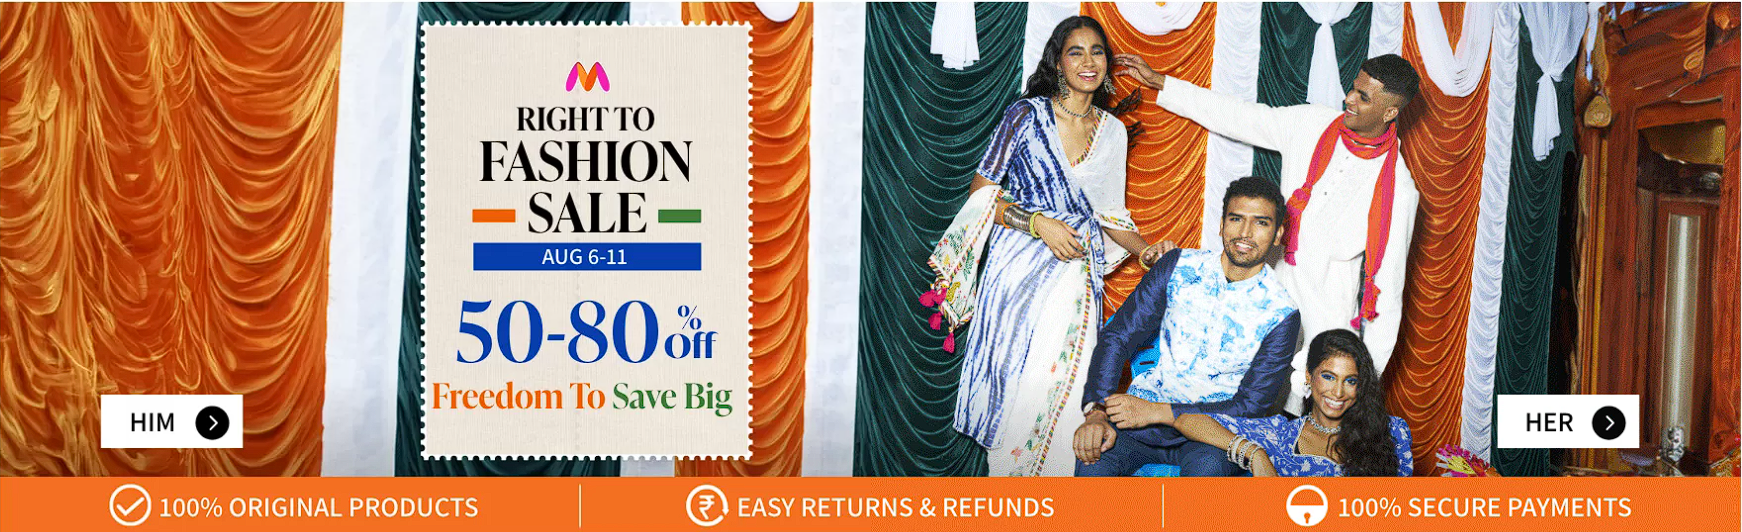 RIGHT TO
FASHION
SALE
AUG 6-11
50-80% Off
Freedom To Save Big
HIM
HER
100% ORIGINAL PRODUCTS
EASY RETURNS & REFUNDS
100% SECURE PAYMENTS